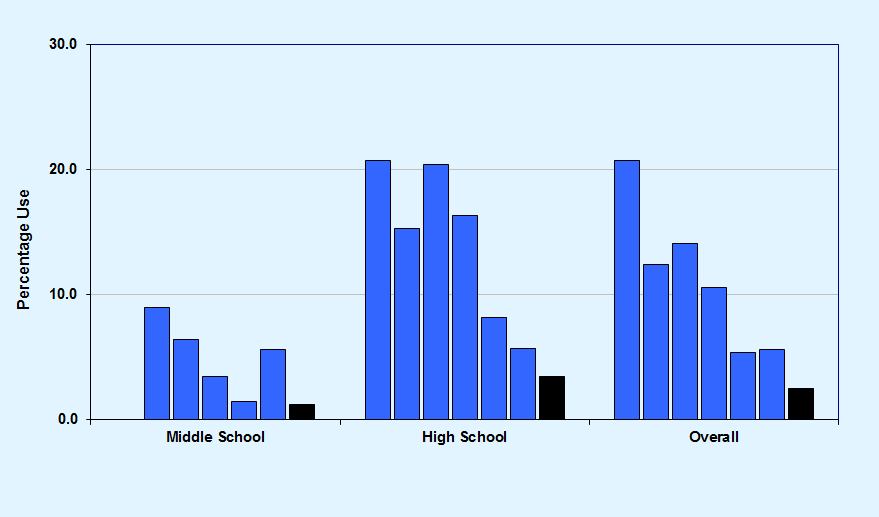 30.0
20.0
10.0
0.0
Percentage Use
Middle School
High School
Overall